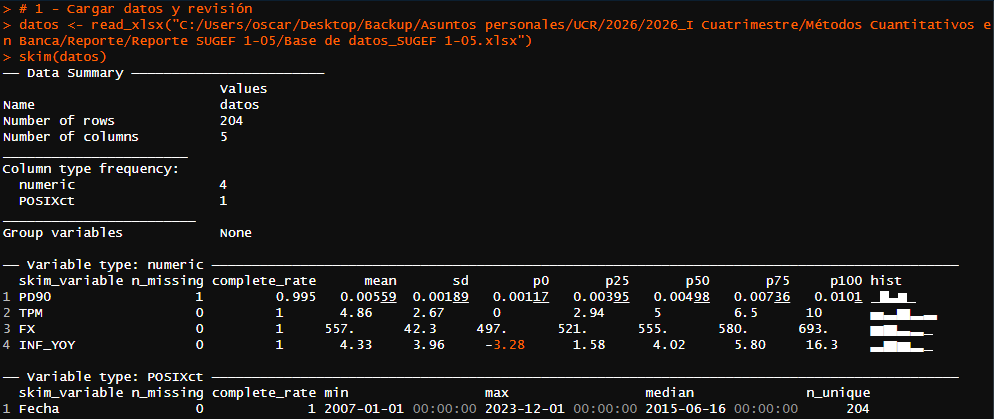 > # 1 - Cargar datos y revisión
> datos <- read_xlsx("C:/Users/oscar/Desktop/Backup/Asuntos personales/UCR/2026/2026_I Cuatrimestre/Métodos Cuantitativos e
n Banca/Reporte/Reporte SUGEF 1-05/Base de datos_SUGEF 1-05.xlsx")
> skim(datos)
── Data Summary ────────────────────────
                           Values
Name                       datos
Number of rows             204
Number of columns          5
_______________________
Column type frequency:
  numeric                  4
  POSIXct                  1
________________________
Group variables            None

── Variable type: numeric ──────────────────────────────
  skim_variable n_missing complete_rate mean sd p0 p25 p50 p75 p100 hist
1 PD90 1 0.995 0.00559 0.00189 0.00117 0.00395 0.00498 0.00736 0.0101
2 TPM 0 1 4.86 2.67 0 2.94 5 6.5 10
3 FX 0 1 557. 42.3 497. 521. 555. 580. 693.
4 INF_YOY 0 1 4.33 3.96 -3.28 1.58 4.02 5.80 16.3

── Variable type: POSIXct ──────────────────────────────
  skim_variable n_missing complete_rate min max median n_unique
1 Fecha 0 1 2007-01-01 00:00:00 2023-12-01 00:00:00 2015-06-16 00:00:00 204